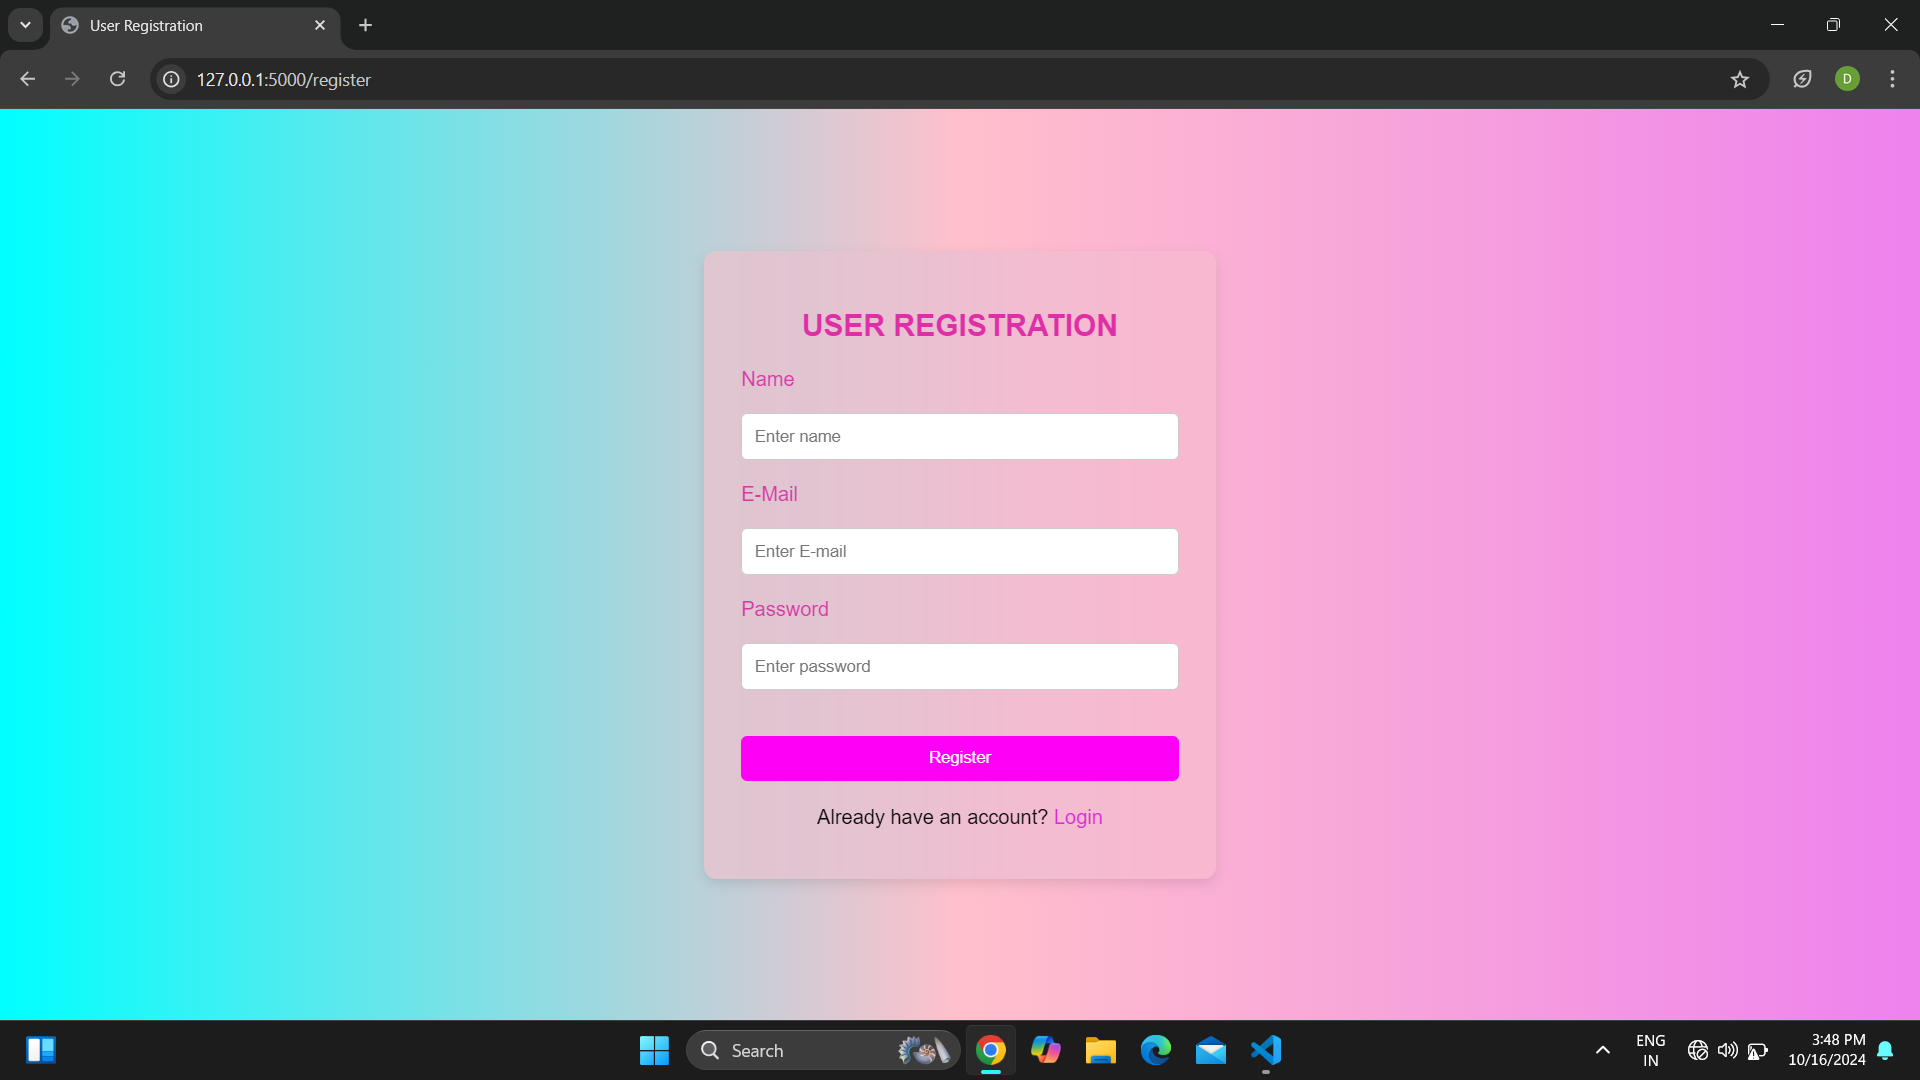 User Registration
127.0.0.1:5000/register
D
USER REGISTRATION
Name
Enter name
E-Mail
Enter E-mail
Password
Enter password
Register
Already have an account? Login
Search
ENG
IN
3:48 PM
10/16/2024